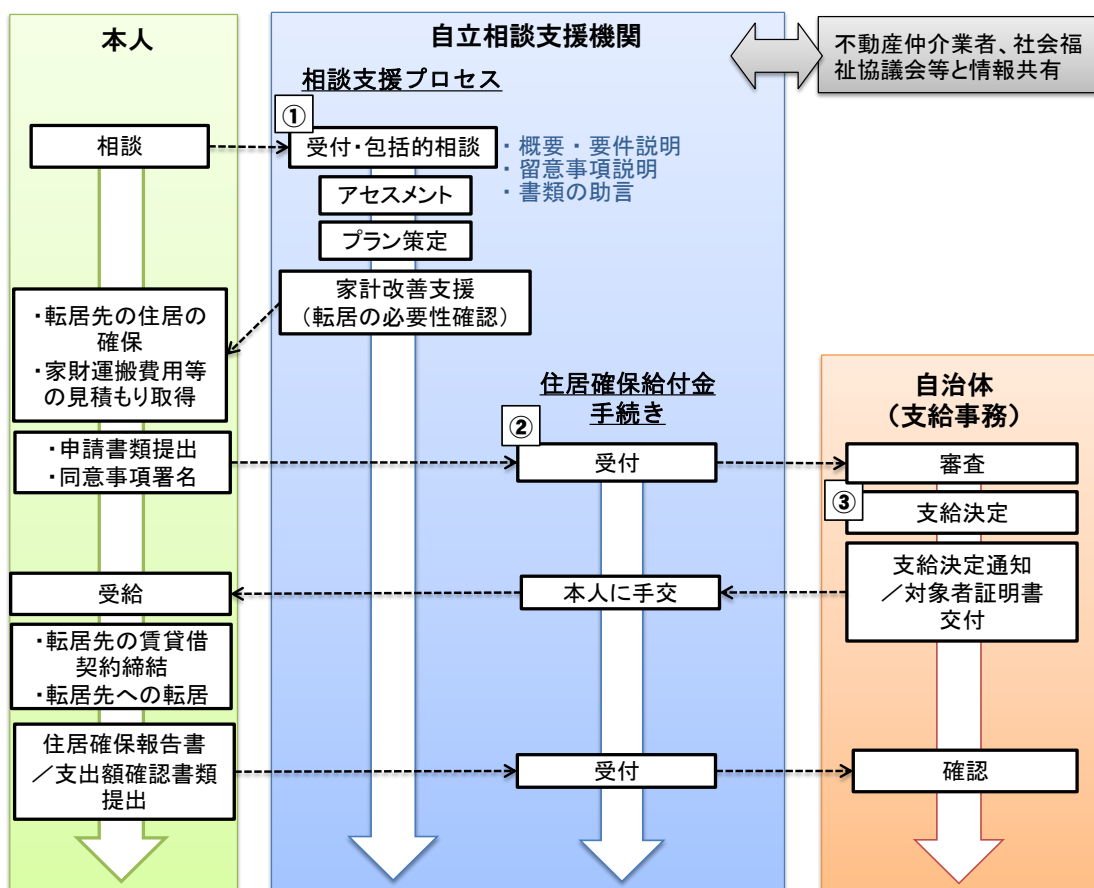 本人
自立相談支援機関
不動産仲介業者、社会福
祉協議会等と情報共有
相談支援プロセス
①
相談
受付・包括的相談
・概要・要件説明
・留意事項説明
・書類の助言
アセスメント
プラン策定
家計改善支援
（転居の必要性確認）
・転居先の住居の
確保
・家財運搬費用等
の見積もり取得
住居確保給付金
手続き
自治体
（支給事務）
②
・申請書類提出
・同意事項署名
受付
審査
③
支給決定
支給決定通知
／対象者証明書
交付
本人に手交
受給
・転居先の賃貸借
契約締結
・転居先への転居
住居確保報告書
／支出額確認書類
提出
受付
確認